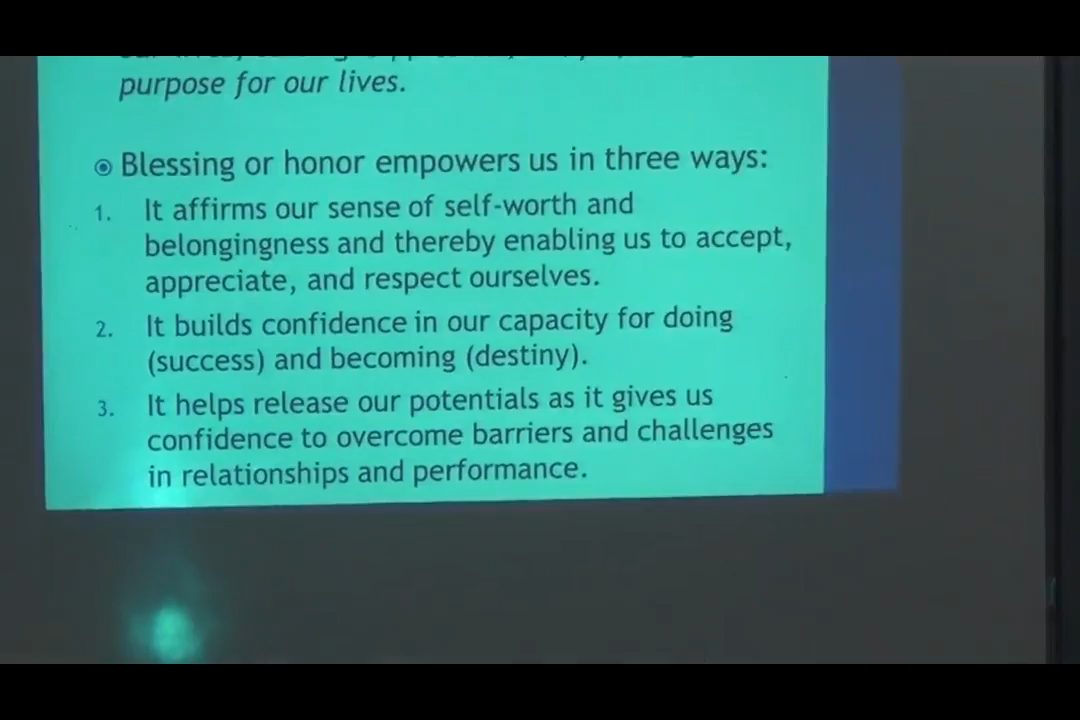 purpose for our lives.
Blessing or honor empowers us in three ways:
1. It affirms our sense of self-worth and
belongingness and thereby enabling us to accept,
appreciate, and respect ourselves.
2. It builds confidence in our capacity for doing
(success) and becoming (destiny).
3. It helps release our potentials as it gives us
confidence to overcome barriers and challenges
in relationships and performance.